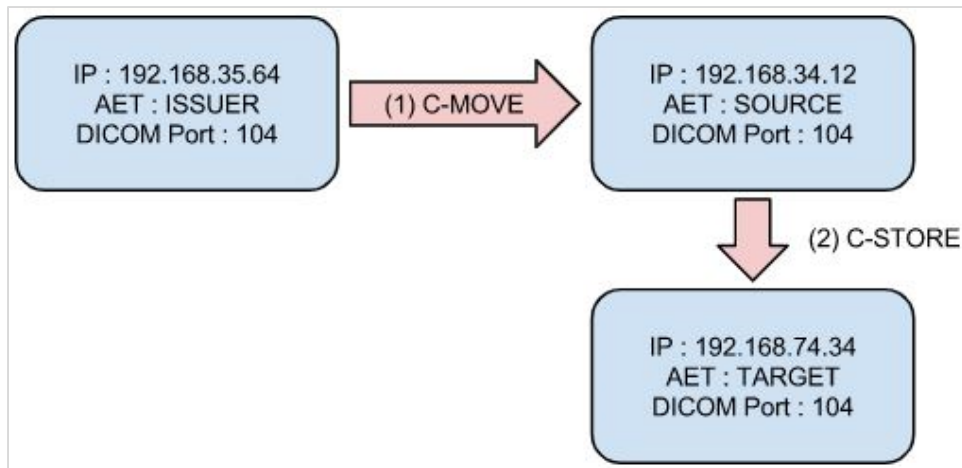 IP : 192.168.35.64
AET : ISSUER
DICOM Port : 104
(1) C-MOVE
IP : 192.168.34.12
AET : SOURCE
DICOM Port : 104
(2) C-STORE
IP : 192.168.74.34
AET : TARGET
DICOM Port : 104